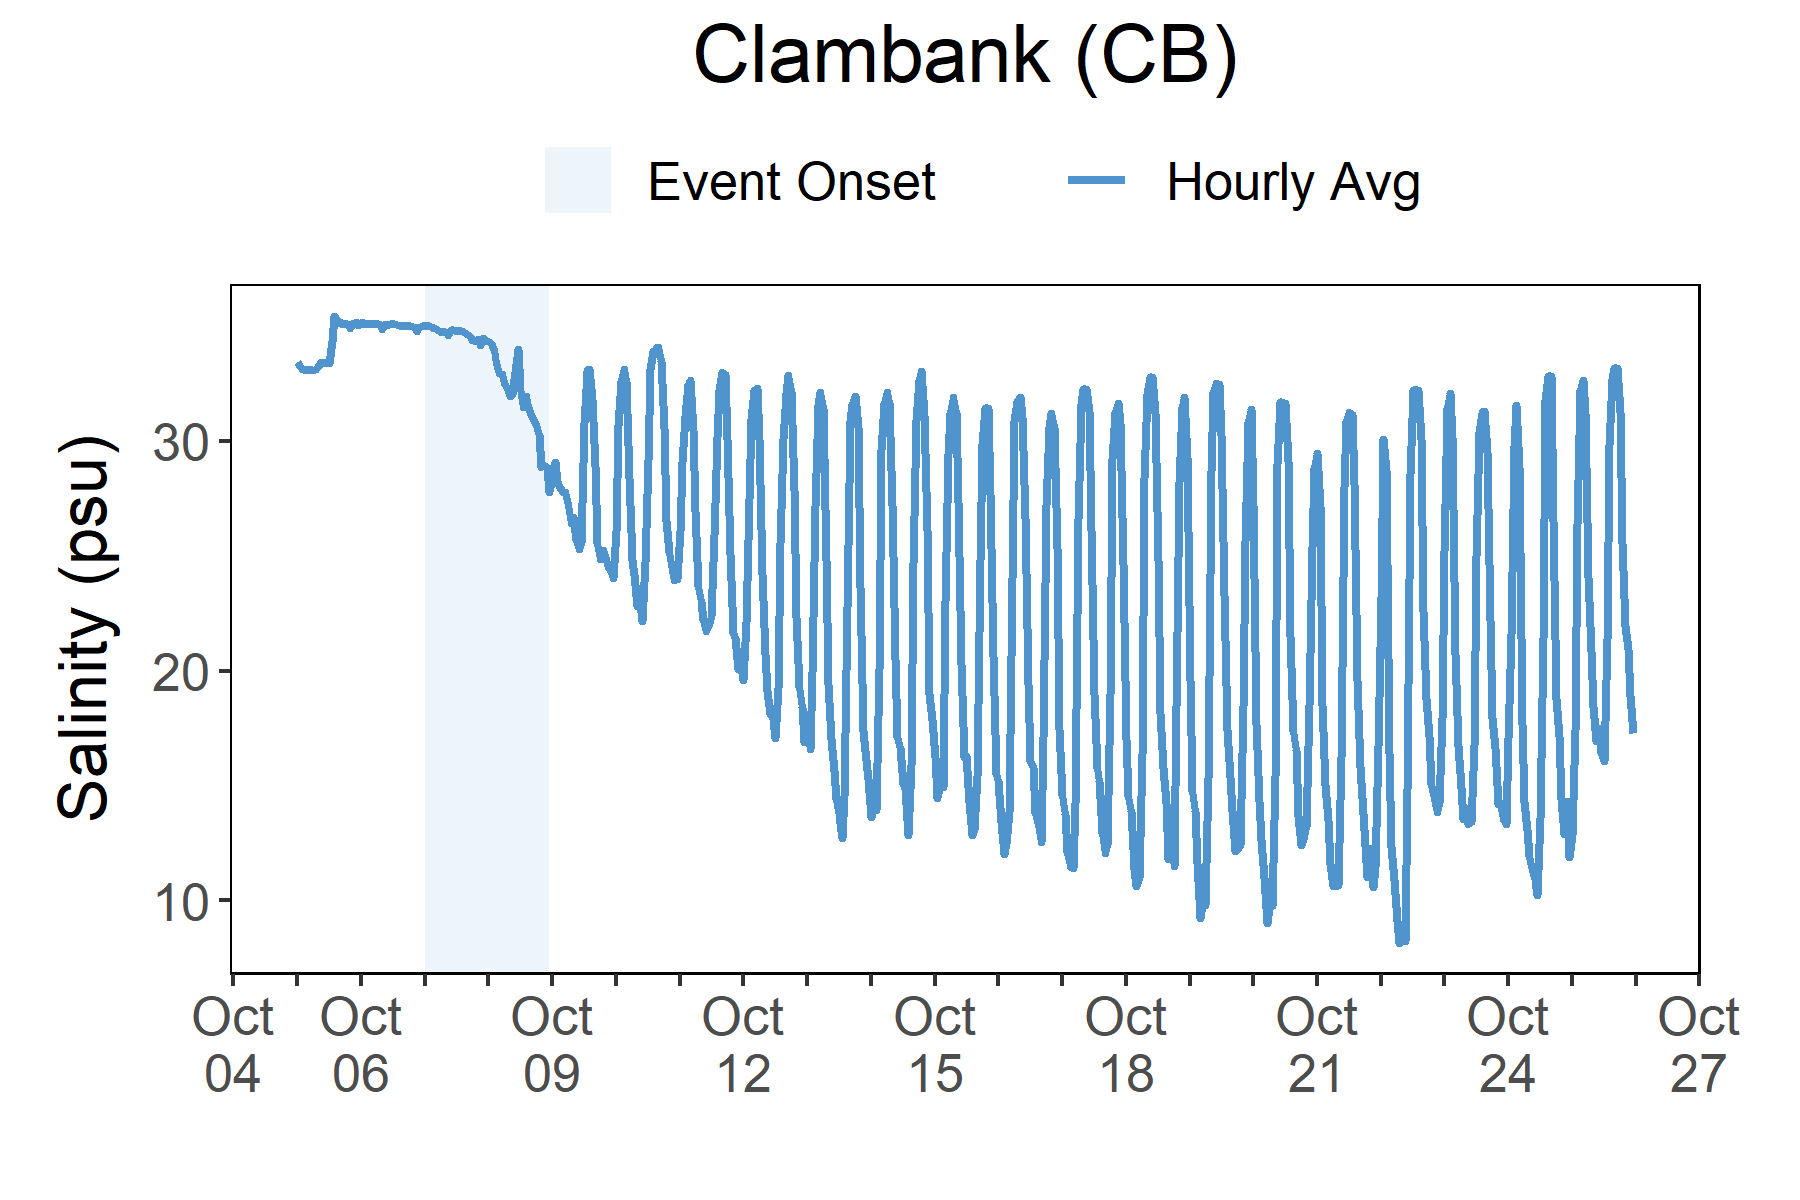 Clambank (CB)
Event Onset Hourly Avg
Salinity (psu)
30
20
10
Oct Oct Oct Oct Oct Oct Oct Oct Oct
04 06 09 12 15 18 21 24 27